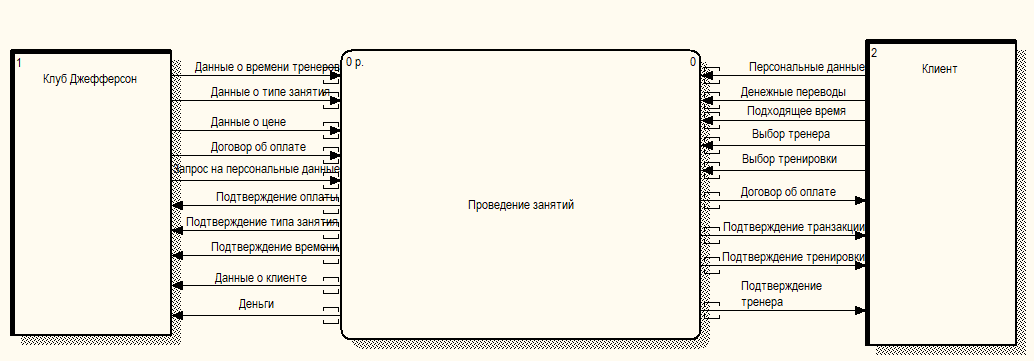 1
Клуб Джефферсон
Данные о времени тренеров
Данные о типе занятия
Данные о цене
Договор об оплате
Запрос на персональные данные
Подтверждение оплаты
Подтверждение типа занятия
Подтверждение времени
Данные о клиенте
Деньги
0 р.
0
Проведение занятий
Персональные данные
Денежные переводы
Подходящее время
Выбор тренера
Выбор тренировки
Договор об оплате
Подтверждение транзакции
Подтверждение тренировки
Подтверждение
тренера
2
Клиент